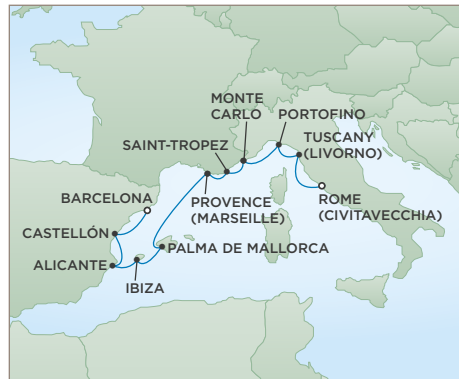 MONTE
CARLO
PORTOFINO
SAINT-TROPEZ
TUSCANY
(LIVORNO)
BARCELONA
PROVENCE
(MARSEILLE)
ROME
(CIVITAVECCHIA)
CASTELLÓN
PALMA DE MALLORCA
ALICANTE
IBIZA